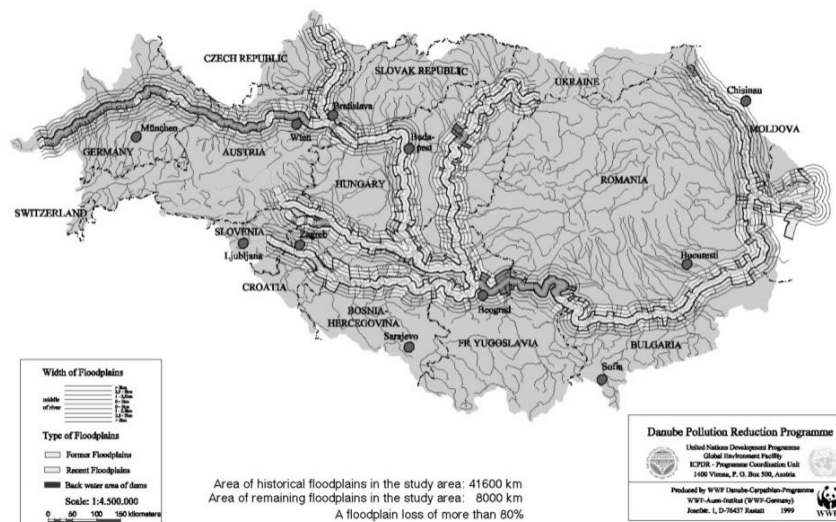 CZECH REPUBLIC
SLOVAK REPUBLIC
UKRAINE
Chisinau
MOLDOVA
Bratislava
Wien
München
GERMANY
AUSTRIA
Buda-
pest
HUNGARY
ROMANIA
SWITZERLAND
SLOVENIA
Ljubljana
Zagreb
CROATIA
Bucuresti
BOSNIA-
HERCEGOVINA
Beograd
Sarajevo
FR YUGOSLAVIA
BULGARIA
Sofia
Width of Floodplains
middle
of river
Type of Floodplains
Former Floodplains
Recent Floodplains
Back water area of dams
Scale: 1:4.500.000
0 50 100 150 kilometers
Area of historical floodplains in the study area: 41600 km
Area of remaining floodplains in the study area: 8000 km
A floodplain loss of more than 80%
Danube Pollution Reduction Programme
United Nations Development Programme
Global Environment Facility
ICPDR - Programme Coordination Unit
1400 Vienna, P. O. Box 500, Austria
Produced by WWF Danube-Carpathian-Programme
WWF-Auen-Institut (WWF-Germany)
Josefstr. 1, D-76437 Rastatt 1999
WWF